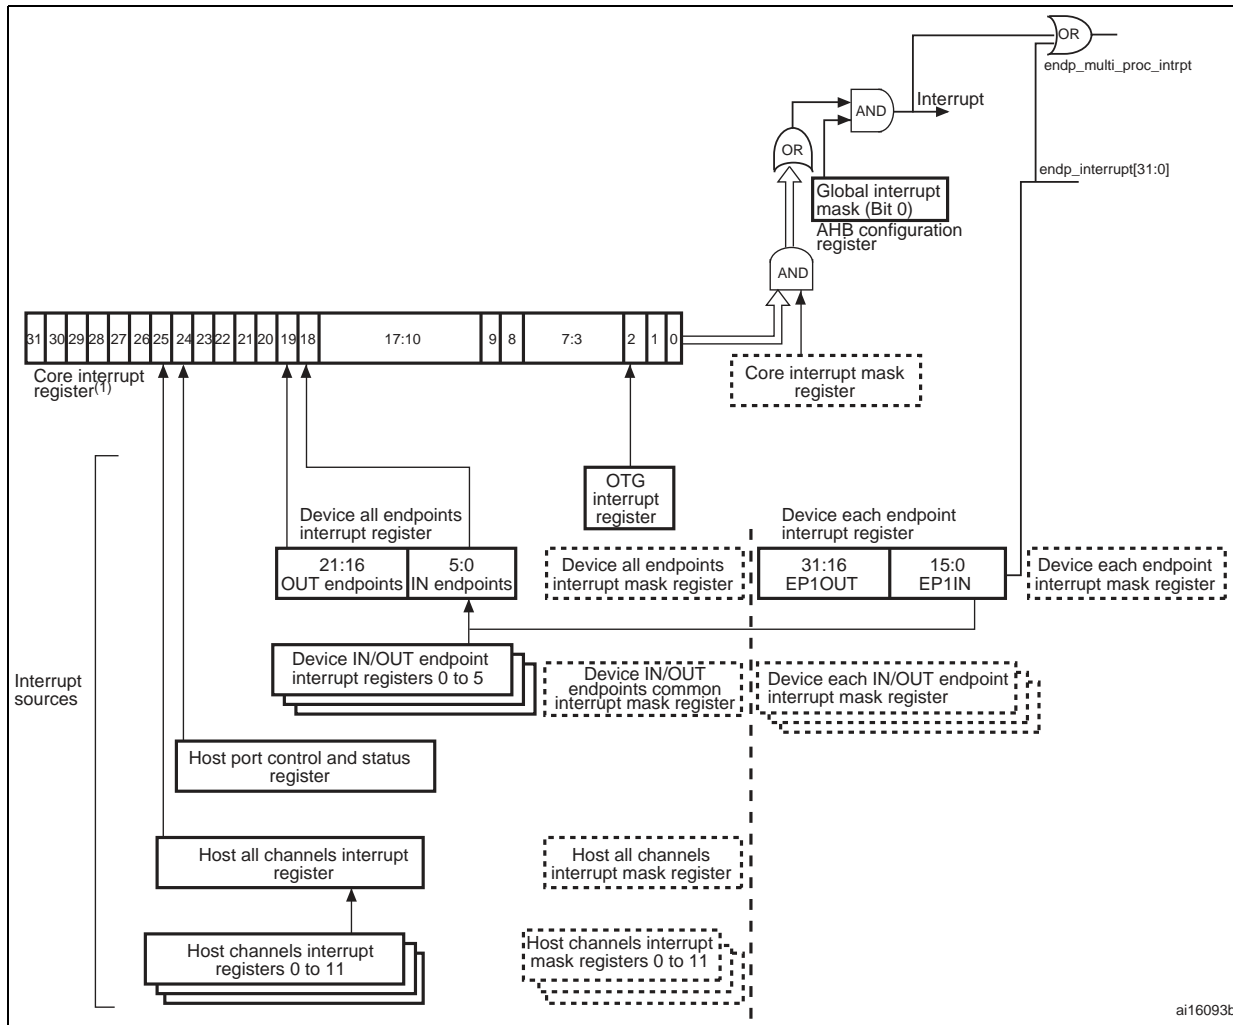 OR
endp_multi_proc_intrpt
Interrupt
AND
OR
endp_interrupt[31:0]
Global interrupt
mask (Bit 0)
AHB configuration
register
AND
31 30 29 28 27 26 25 24 23 22 21 20 19 18 17:10 9 8 7:3 2 1 0
Core interrupt
register(1)
Core interrupt mask
register
OTG
interrupt
register
Device all endpoints
interrupt register
Device each endpoint
interrupt register
21:16
OUT endpoints
5:0
IN endpoints
Device all endpoints
interrupt mask register
31:16
EP1OUT
15:0
EP1IN
Device each endpoint
interrupt mask register
Device IN/OUT endpoint
interrupt registers 0 to 5
Device IN/OUT
endpoints common
interrupt mask register
Device each IN/OUT endpoint
interrupt mask register
Interrupt
sources
Host port control and status
register
Host all channels interrupt
register
Host all channels
interrupt mask register
Host channels interrupt
registers 0 to 11
Host channels interrupt
mask registers 0 to 11
ai16093b